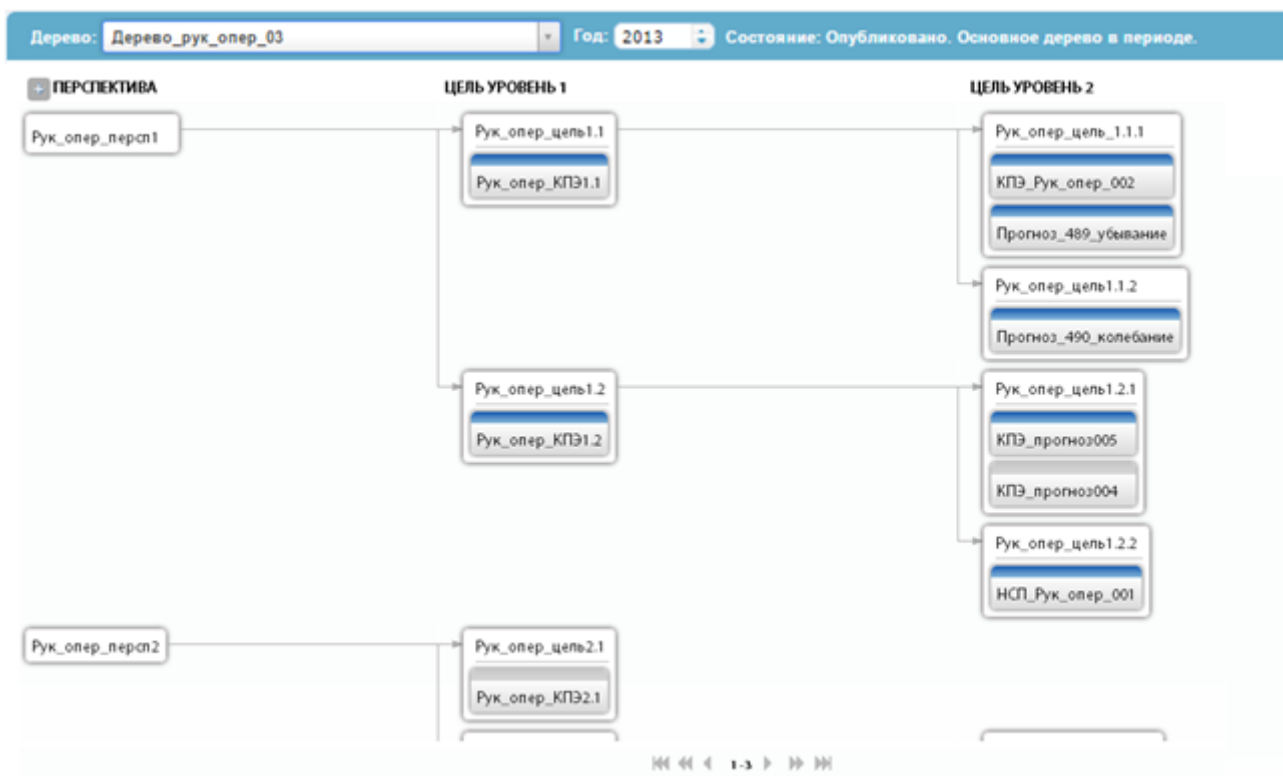 Дерево: Дерево_рук_опер_03 Год: 2013 Состояние: Опубликовано. Основное дерево в периоде.
ПЕРСПЕКТИВА ЦЕЛЬ УРОВЕНЬ 1 ЦЕЛЬ УРОВЕНЬ 2
Рук_опер_персп1
Рук_опер_цель1.1
Рук_опер_КПЭ1.1
Рук_опер_цель_1.1.1
КПЭ_Рук_опер_002
Прогноз_489_убывание
Рук_опер_цель1.1.2
Прогноз_490_колебание
Рук_опер_цель1.2
Рук_опер_КПЭ1.2
Рук_опер_цель1.2.1
КПЭ_прогноз005
КПЭ_прогноз004
Рук_опер_цель1.2.2
НСП_Рук_опер_001
Рук_опер_персп2
Рук_опер_цель2.1
Рук_опер_КПЭ2.1
1-3